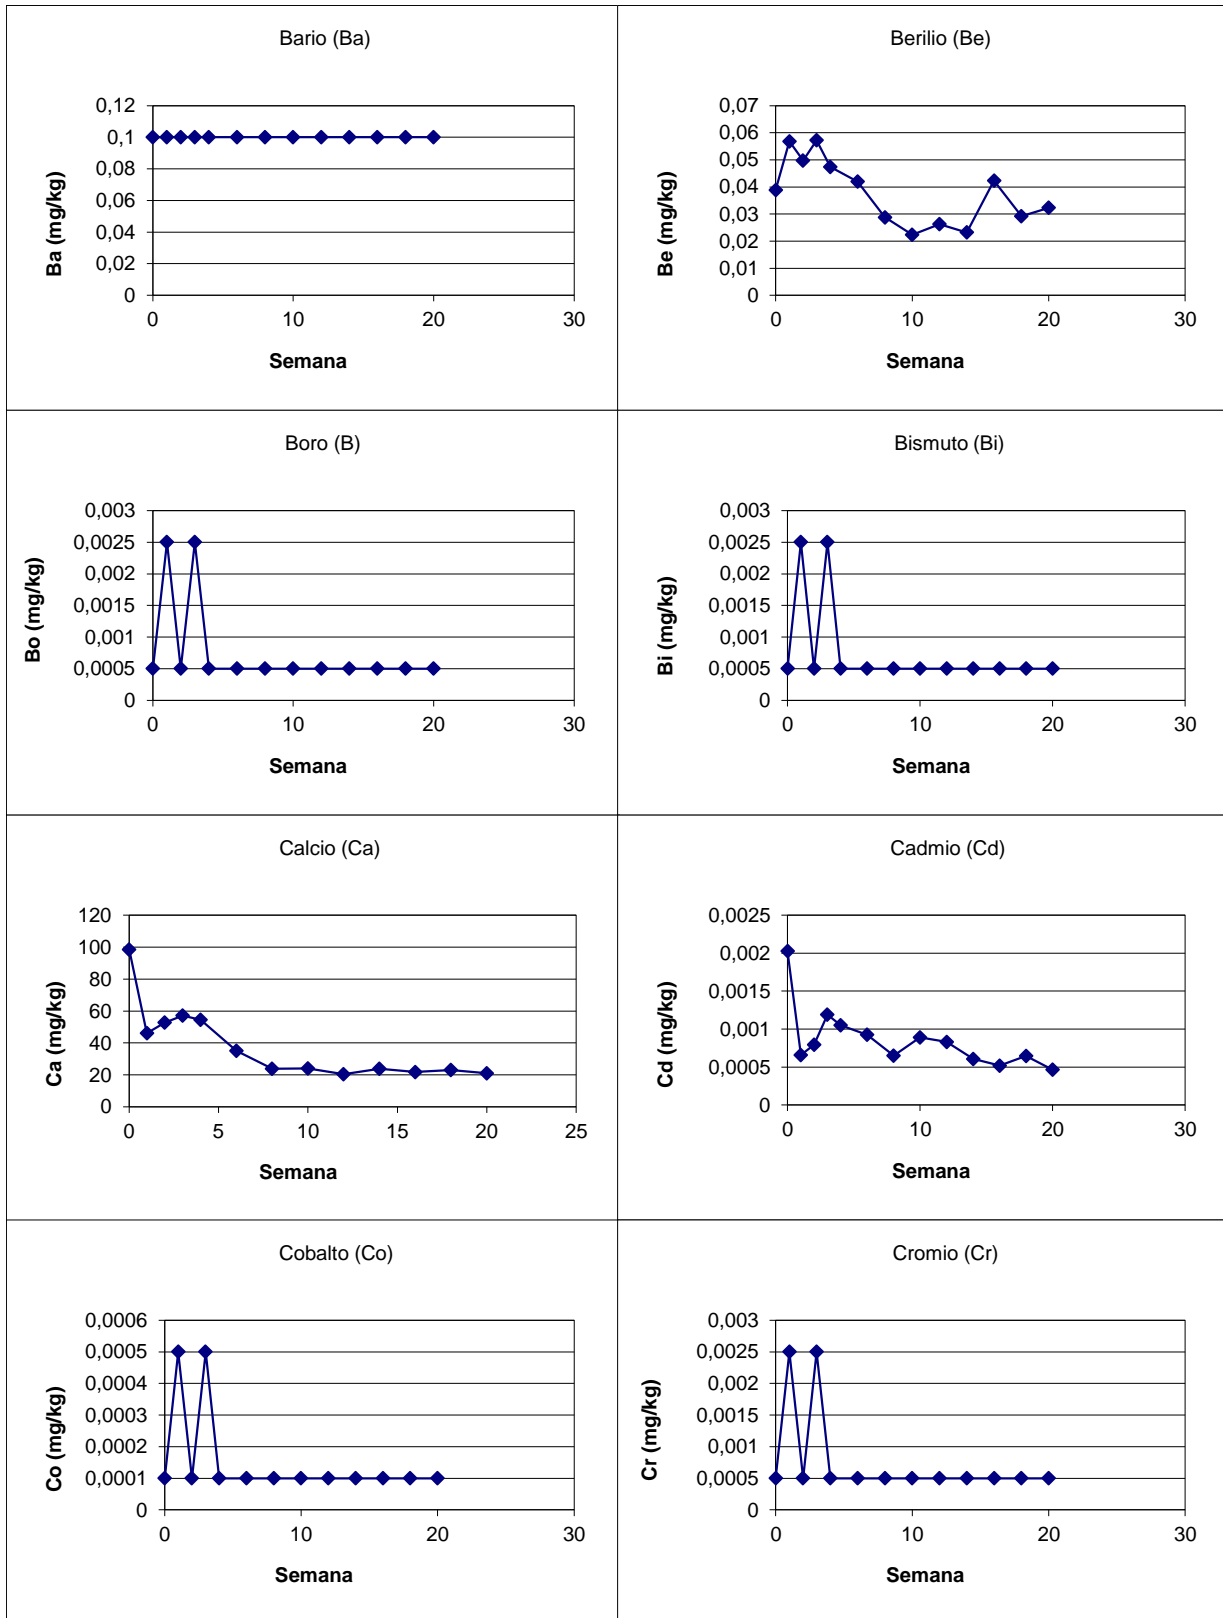 Bario (Ba)
0,12
0,1
0,08
0,06
0,04
0,02
0
0 10 20 30
Ba (mg/kg)
Semana
Berilio (Be)
0,07
0,06
0,05
0,04
0,03
0,02
0,01
0
0 10 20 30
Be (mg/kg)
Semana
Boro (B)
0,003
0,0025
0,002
0,0015
0,001
0,0005
0
0 10 20 30
Bo (mg/kg)
Semana
Bismuto (Bi)
0,003
0,0025
0,002
0,0015
0,001
0,0005
0
0 10 20 30
Bi (mg/kg)
Semana
Calcio (Ca)
120
100
80
60
40
20
0
0 5 10 15 20 25
Ca (mg/kg)
Semana
Cadmio (Cd)
0,0025
0,002
0,0015
0,001
0,0005
0
0 10 20 30
Cd (mg/kg)
Semana
Cobalto (Co)
0,0006
0,0005
0,0004
0,0003
0,0002
0,0001
0
0 10 20 30
Co (mg/kg)
Semana
Cromio (Cr)
0,003
0,0025
0,002
0,0015
0,001
0,0005
0
0 10 20 30
Cr (mg/kg)
Semana